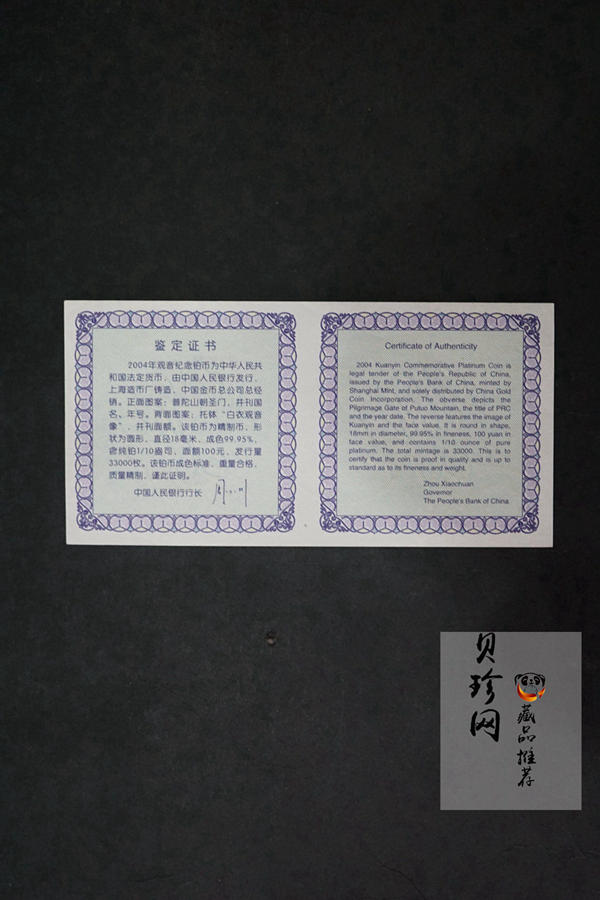 鉴定证书
2004年观音纪念铂币为中华人民共
和国法定货币，由中国人民银行发行，
上海造币厂铸造，中国金币总公司总经
销。正面图案：普陀山朝圣门，并刊国
名、年号。背面图案：托体“白衣观音
像”，并刊面额。该铂币为精制币，形
状为圆形，直径18毫米，成色99.95%，
含纯铂1/10盎司，面额100元，发行量
33000枚。该铂币成色标准，重量合格，
质量精制，谨此证明。
中国人民银行行长
Certificate of Authenticity
2004 Kuanyin Commemorative Platinum Coin is
legal tender of the People's Republic of China,
issued by the People's Bank of China, minted by
Shanghai Mint, and solely distributed by China Gold
Coin Incorporation. The obverse depicts the
Pilgrimage Gate of Putuo Mountain, the title of PRC
and the year date. The reverse features the image of
Kuanyin and the face value. It is round in shape,
18mm in diameter, 99.95% in fineness, 100 yuan in
face value, and contains 1/10 ounce of pure
platinum. The total mintage is 33000. This is to
certify that the coin is proof in quality and is up to
standard as to its fineness and weight.
Zhou Xiaochuan
Governor
The People's Bank of China
贝珍网
藏品推荐